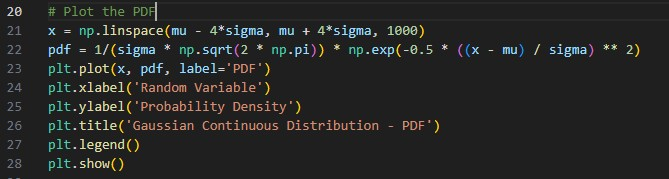 20 # Plot the PDF
21 x = np.linspace(mu - 4*sigma, mu + 4*sigma, 1000)
22 pdf = 1/(sigma * np.sqrt(2 * np.pi)) * np.exp(-0.5 * ((x - mu) / sigma) ** 2)
23 plt.plot(x, pdf, label='PDF')
24 plt.xlabel('Random Variable')
25 plt.ylabel('Probability Density')
26 plt.title('Gaussian Continuous Distribution - PDF')
27 plt.legend()
28 plt.show()